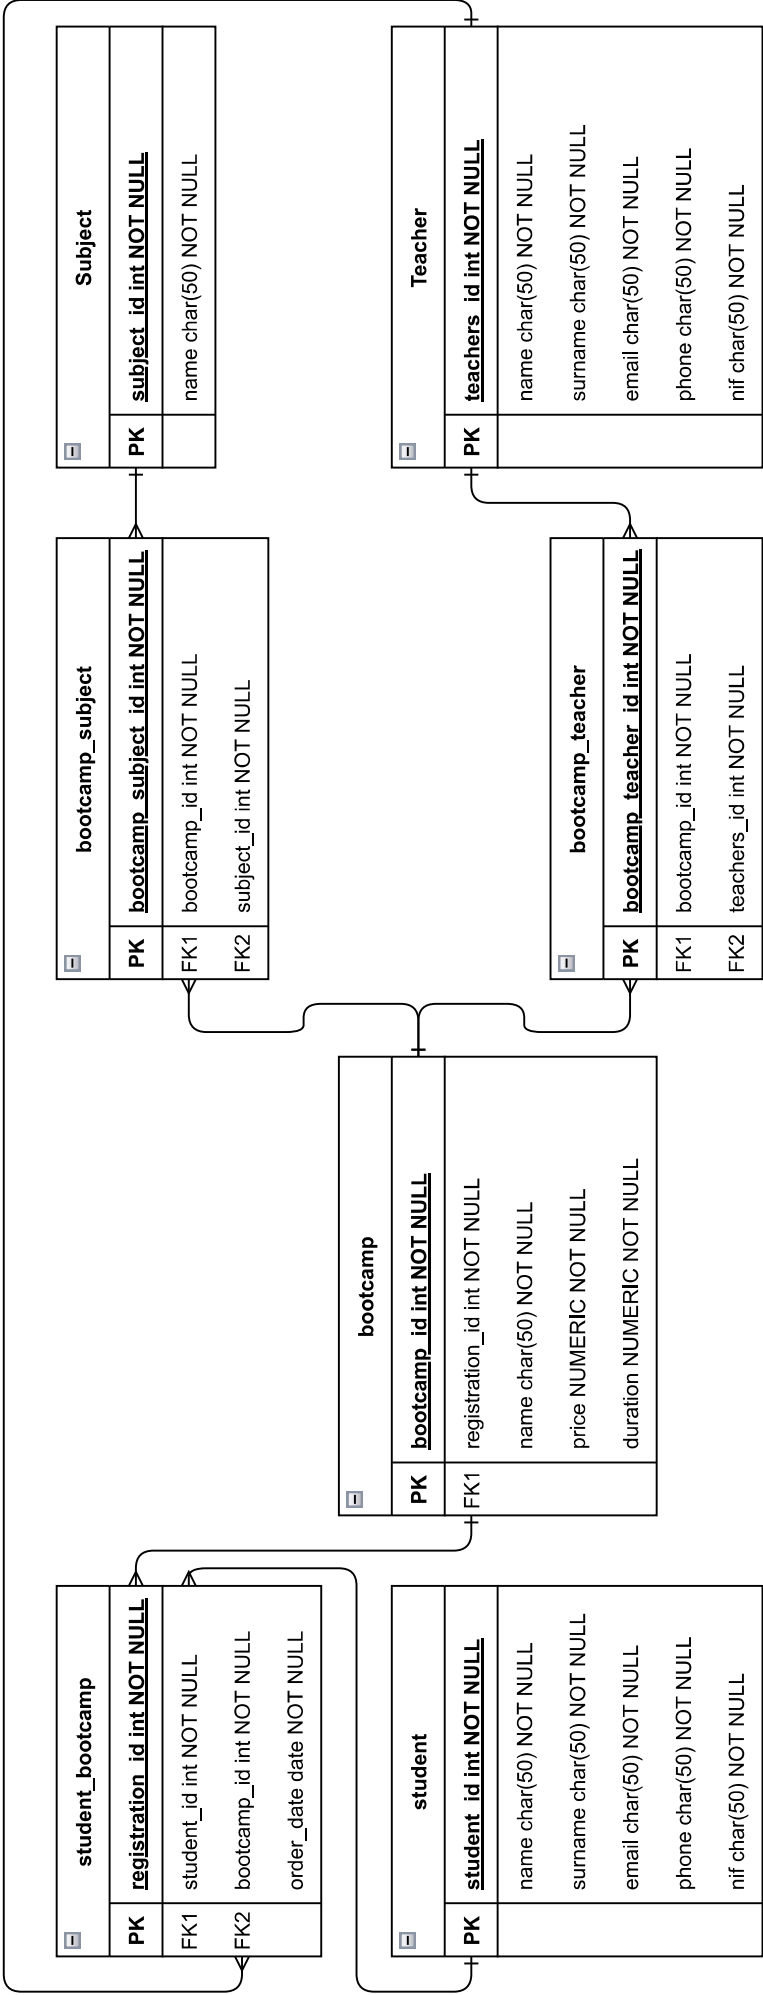 student_bootcamp
PK registration_id int NOT NULL
FK1 student_id int NOT NULL
FK2 bootcamp_id int NOT NULL
order_date date NOT NULL
student
PK student_id int NOT NULL
name char(50) NOT NULL
surname char(50) NOT NULL
email char(50) NOT NULL
phone char(50) NOT NULL
nif char(50) NOT NULL
bootcamp
PK bootcamp_id int NOT NULL
FK1 registration_id int NOT NULL
name char(50) NOT NULL
price NUMERIC NOT NULL
duration NUMERIC NOT NULL
bootcamp_subject
PK bootcamp_subject_id int NOT NULL
FK1 bootcamp_id int NOT NULL
FK2 subject_id int NOT NULL
bootcamp_teacher
PK bootcamp_teacher_id int NOT NULL
FK1 bootcamp_id int NOT NULL
FK2 teachers_id int NOT NULL
Subject
PK subject_id int NOT NULL
name char(50) NOT NULL
Teacher
PK teachers_id int NOT NULL
name char(50) NOT NULL
surname char(50) NOT NULL
email char(50) NOT NULL
phone char(50) NOT NULL
nif char(50) NOT NULL